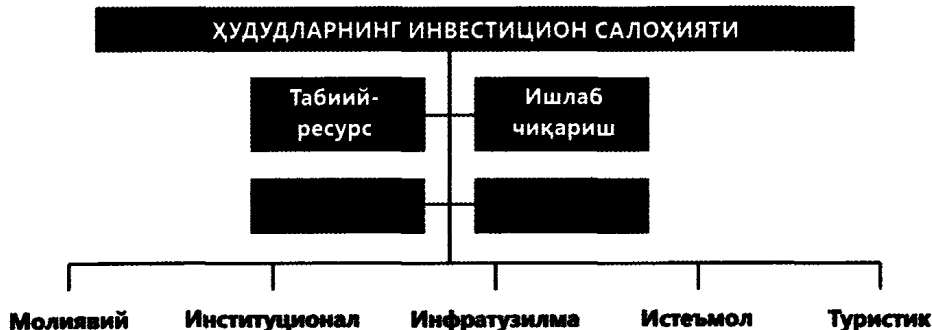 ҲУДУДЛАРНИНГ ИНВЕСТИЦИОН САЛОҲИЯТИ
Табиий-
ресурс
Ишлаб
чиқариш
Молиявий Институционал Инфратузилма Истеъмол Туристик